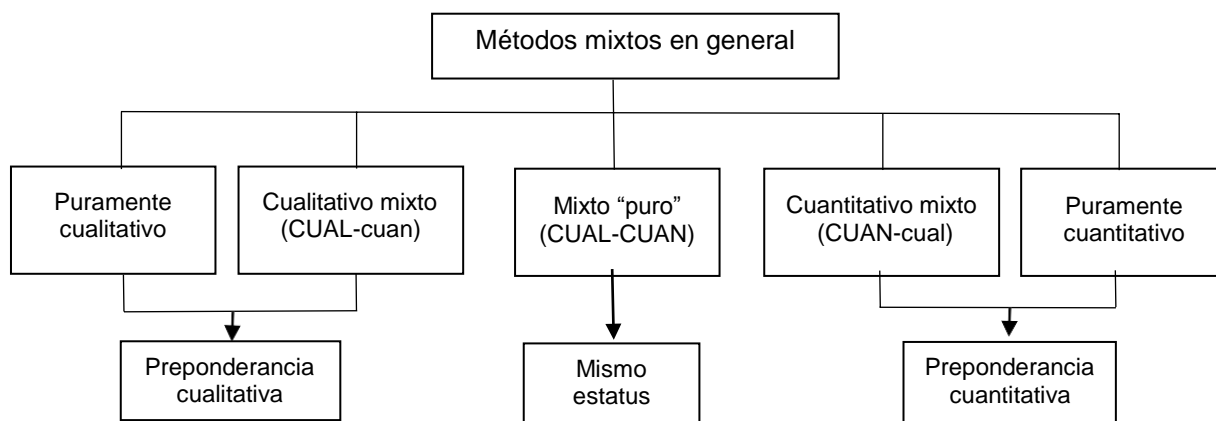 Métodos mixtos en general
Puramente
cualitativo
Cualitativo mixto
(CUAL-cuan)
Mixto “puro”
(CUAL-CUAN)
Cuantitativo mixto
(CUAN-cual)
Puramente
cuantitativo
Preponderancia
cualitativa
Mismo
estatus
Preponderancia
cuantitativa